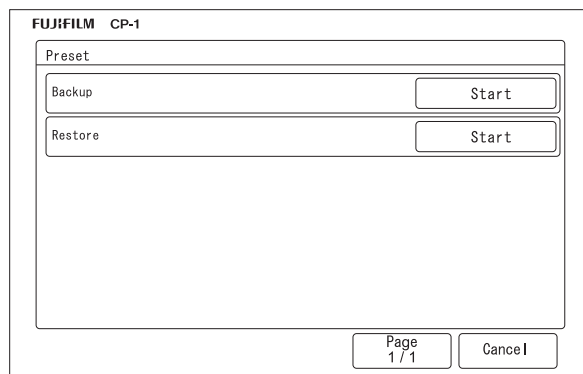 FUJIFILM CP-1
Preset
Backup Start
Restore Start
Page
1/1
Cancel